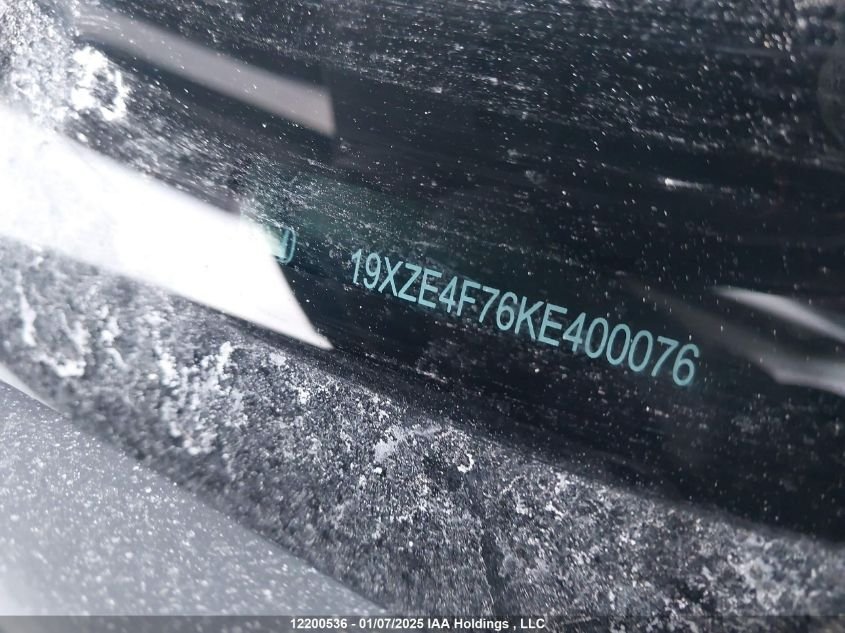 19XZE4F76KE400076
12200536 - 01/07/2025 IAA Holdings , LLC